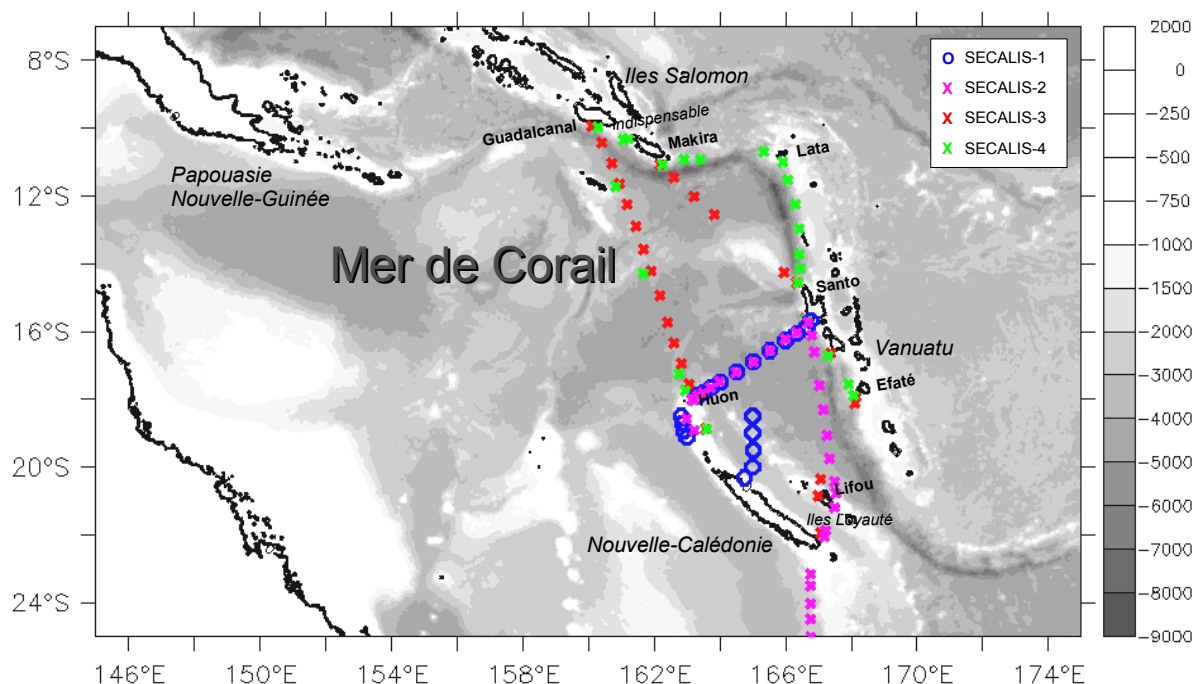 8°S
12°S
16°S
20°S
24°S
146°E
150°E
154°E
158°E
162°E
166°E
170°E
174°E
Iles Salomon
Indispensable
Guadalcanal
Makira
Lata
Papouasie
Nouvelle-Guinée
Mer de Corail
Santo
Vanuatu
Efaté
Huon
Lifou
Iles Loyauté
Nouvelle-Calédonie
SECALIS-1
SECALIS-2
SECALIS-3
SECALIS-4
2000
0
-250
-500
-750
-1000
-1500
-2000
-3000
-4000
-5000
-6000
-7000
-8000
-9000